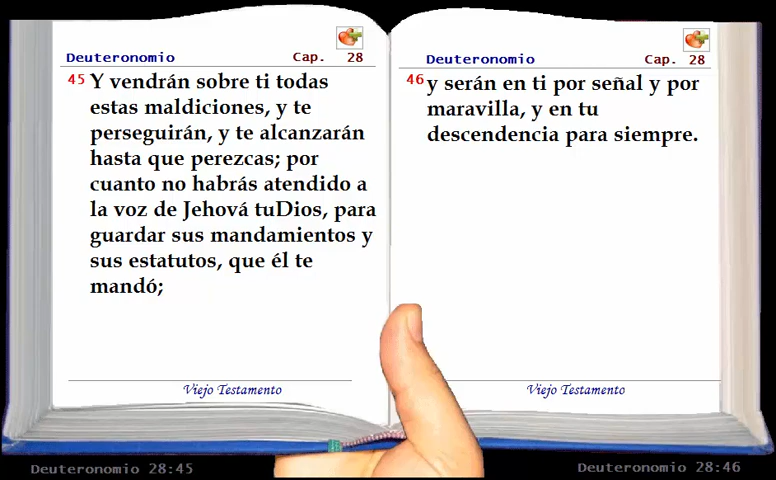 Deuteronomio Cap. 28
45 Y vendrán sobre ti todas
estas maldiciones, y te
perseguirán, y te alcanzarán
hasta que perezcas; por
cuanto no habrás atendido a
la voz de Jehová tuDios, para
guardar sus mandamientos y
sus estatutos, que él te
mandó;
Viejo Testamento
Deuteronomio 28:45
Deuteronomio Cap. 28
46 y serán en ti por señal y por
maravilla, y en tu
descendencia para siempre.
Viejo Testamento
Deuteronomio 28:46